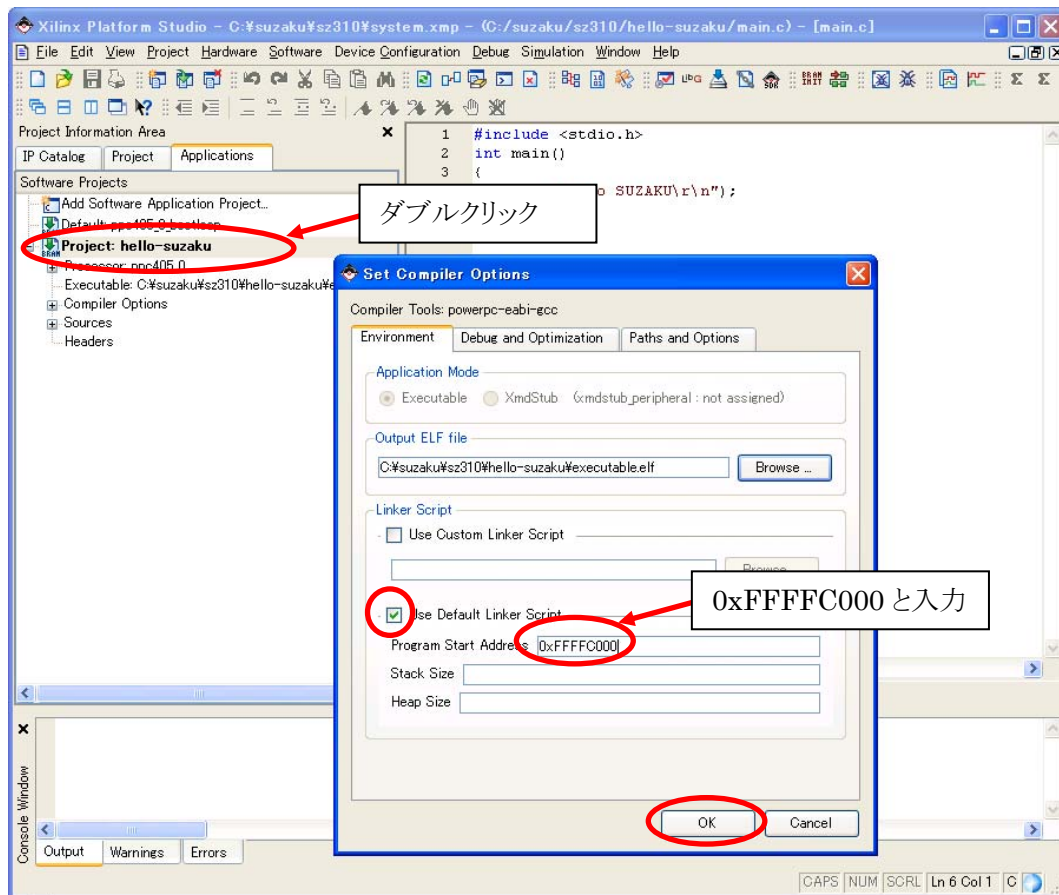 Xilinx Platform Studio - C:¥suzaku¥sz310¥system.xmp - (C:/suzaku/sz310/hello-suzaku/main.c) - [main.c]
File Edit View Project Hardware Software Device Configuration Debug Simulation Window Help
Project Information Area
IP Catalog Project Applications
Software Projects
Add Software Application Project...
Default: ppc405_0_bootloop
Project: hello-suzaku
Processor: ppc405_0
Executable: C:¥suzaku¥sz310¥hello-suzaku¥e
Compiler Options
Sources
Headers
1 #include <stdio.h>
2 int main()
3 {
o SUZAKU\r\n");
ダブルクリック
Set Compiler Options
Compiler Tools: powerpc-eabi-gcc
Environment Debug and Optimization Paths and Options
Application Mode
Executable XmdStub (xmdstub_peripheral : not assigned)
Output ELF file
C:¥suzaku¥sz310¥hello-suzaku¥executable.elf Browse ...
Linker Script
Use Custom Linker Script
Browse ...
0xFFFFC000 と入力
Use Default Linker Script
Program Start Address 0xFFFFC000
Stack Size
Heap Size
OK Cancel
Console Window
Output Warnings Errors
CAPS NUM SCRL Ln 6 Col 1 C